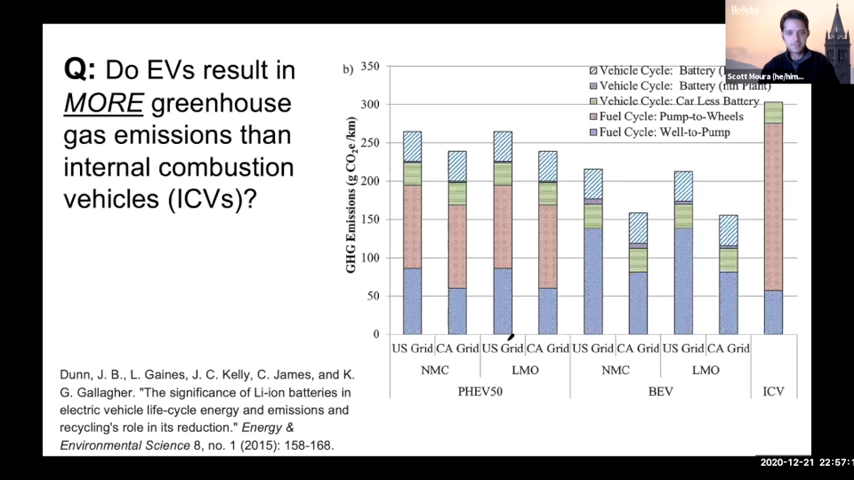 Q: Do EVs result in
MORE greenhouse
gas emissions than
internal combustion
vehicles (ICVs)?
Dunn, J. B., L. Gaines, J. C. Kelly, C. James, and K.
G. Gallagher. "The significance of Li-ion batteries in
electric vehicle life-cycle energy and emissions and
recycling's role in its reduction." Energy &
Environmental Science 8, no. 1 (2015): 158-168.
b)
GHG Emissions (g CO2e /km)
350
300
250
200
150
100
50
0
Vehicle Cycle: Battery
Vehicle Cycle: Battery (nth Plant)
Vehicle Cycle: Car Less Battery
Fuel Cycle: Pump-to-Wheels
Fuel Cycle: Well-to-Pump
US Grid CA Grid US Grid CA Grid US Grid CA Grid US Grid CA Grid
NMC LMO NMC LMO
PHEV50 BEV ICV
Berkeley
Scott Moura (he/him...
2020-12-21 22:57:1